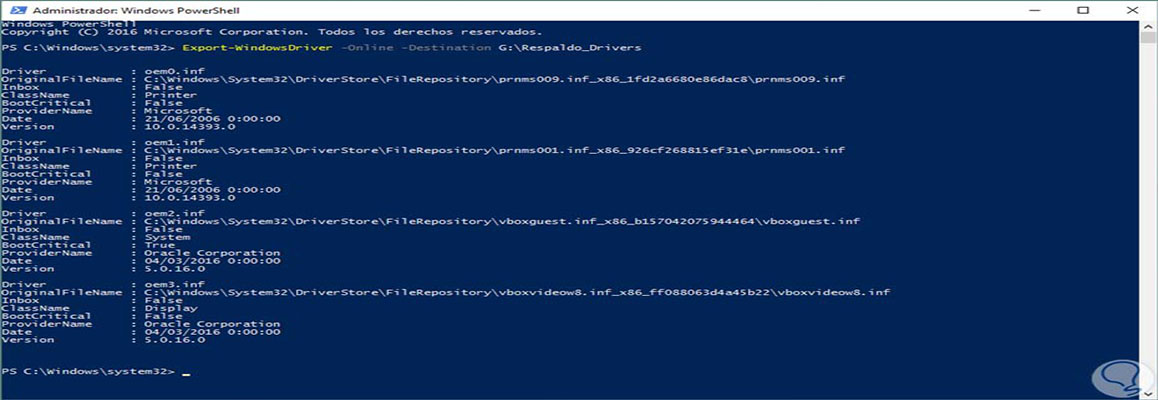 Administrador: Windows PowerShell
Windows PowerShell
Copyright (C) 2016 Microsoft Corporation. Todos los derechos reservados.
PS C:\Windows\system32> Export-WindowsDriver -Online -Destination G:\Respaldo_Drivers
Driver : oem0.inf
OriginalFileName : C:\Windows\System32\DriverStore\FileRepository\prnms009.inf_x86_1fd2a6680e86dac8\prnms009.inf
Inbox : False
ClassName : Printer
BootCritical : False
ProviderName : Microsoft
Date : 21/06/2006 0:00:00
Version : 10.0.14393.0
Driver : oem1.inf
OriginalFileName : C:\Windows\System32\DriverStore\FileRepository\prnms001.inf_x86_926cf268815ef31e\prnms001.inf
Inbox : False
ClassName : Printer
BootCritical : False
ProviderName : Microsoft
Date : 21/06/2006 0:00:00
Version : 10.0.14393.0
Driver : oem2.inf
OriginalFileName : C:\Windows\System32\DriverStore\FileRepository\vboxguest.inf_x86_b157042075944464\vboxguest.inf
Inbox : False
ClassName : System
BootCritical : True
ProviderName : Oracle Corporation
Date : 04/03/2016 0:00:00
Version : 5.0.16.0
Driver : oem3.inf
OriginalFileName : C:\Windows\System32\DriverStore\FileRepository\vboxvideow8.inf_x86_ff088063d4a45b22\vboxvideow8.inf
Inbox : False
ClassName : Display
BootCritical : False
ProviderName : Oracle Corporation
Date : 04/03/2016 0:00:00
Version : 5.0.16.0
PS C:\Windows\system32> _